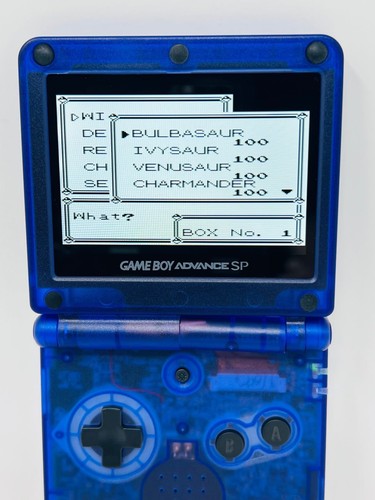 ▷WI
DE
RE
CH
SE
▶BULBASAUR
100
IVYSAUR
100
VENUSAUR
100
CHARMANDER
100
What?
BOX No. 1
GAME BOY ADVANCE SP
B
A